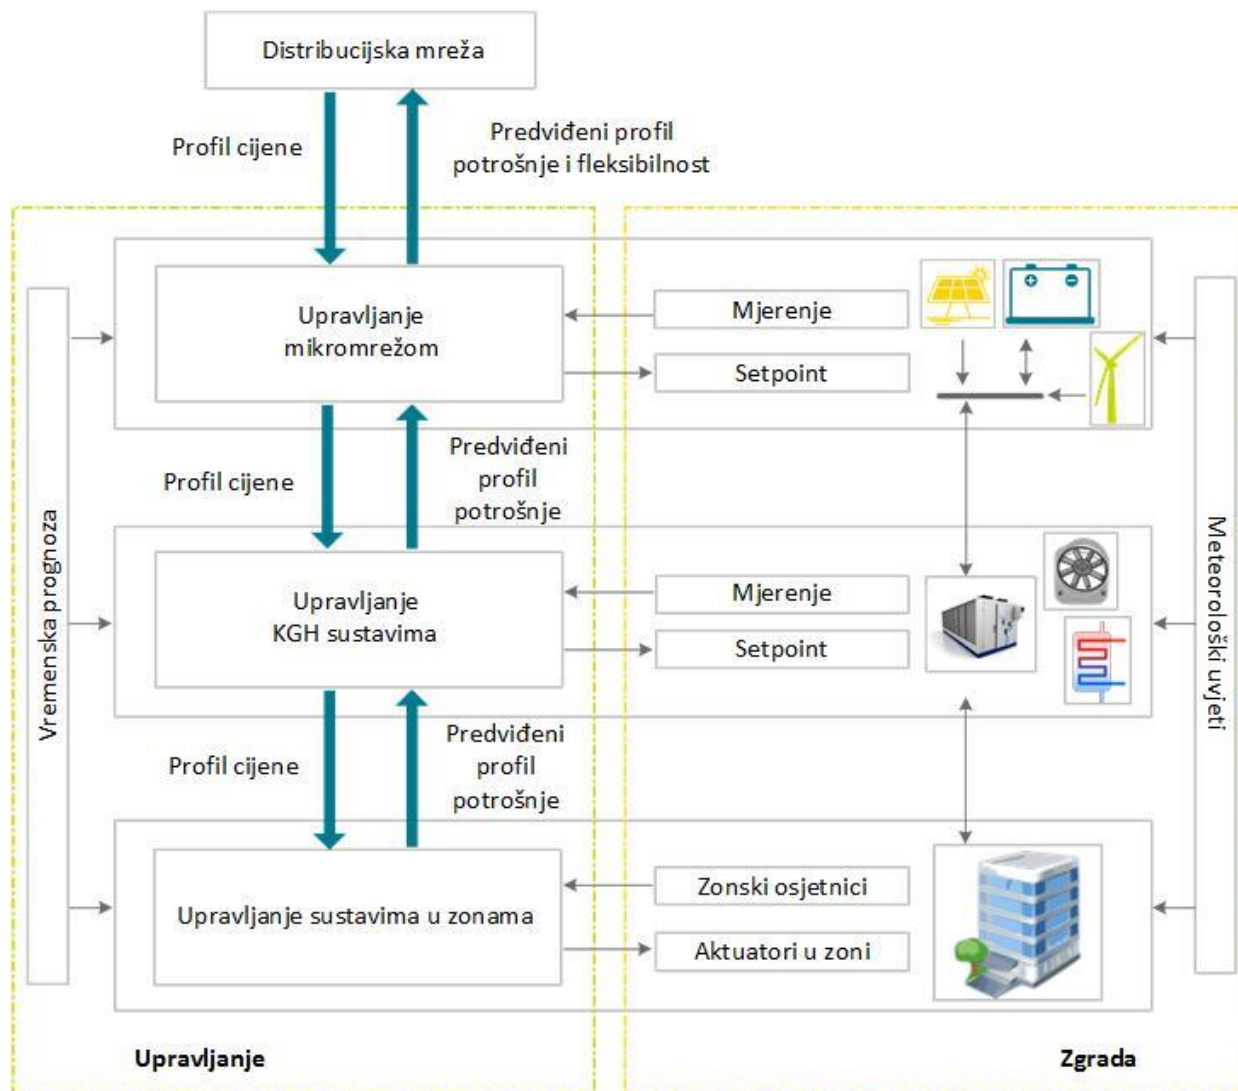 Distribucijska mreža
Profil cijene
Predviđeni profil
potrošnje i fleksibilnost
Upravljanje
mikromrežom
Mjerenje
Setpoint
Profil cijene
Predviđeni
profil
potrošnje
Vremenska prognoza
Upravljanje
KGH sustavima
Mjerenje
Setpoint
Meteorološki uvjeti
Profil cijene
Predviđeni
profil
potrošnje
Upravljanje sustavima u zonama
Zonski osjetnici
Aktuatori u zoni
Upravljanje
Zgrada